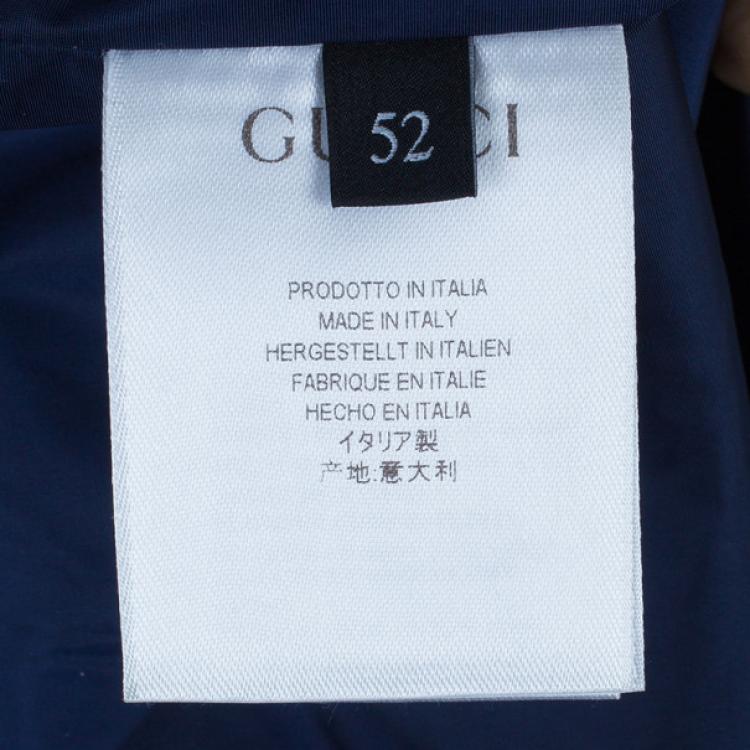 GUCCI
52
PRODOTTO IN ITALIA
MADE IN ITALY
HERGESTELLT IN ITALIEN
FABRIQUE EN ITALIE
HECHO EN ITALIA
イタリア製
产地:意大利